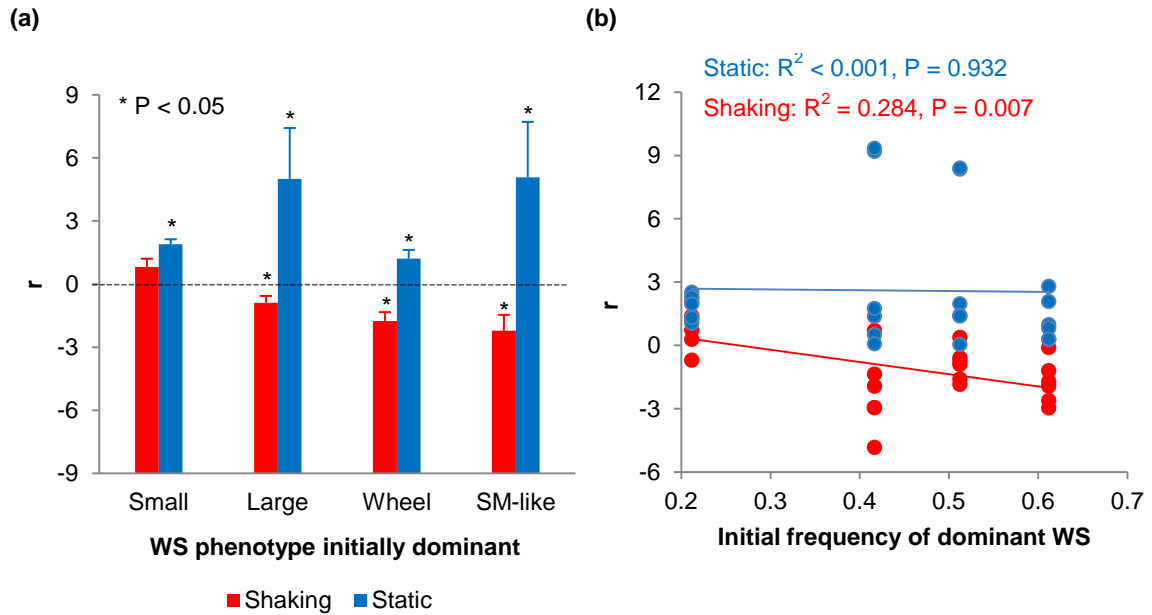 (a)
* P < 0.05
9
6
3
0
-3
-6
-9
r
* * * * * * *
Small Large Wheel SM-like
WS phenotype initially dominant
Shaking Static
(b)
Static: R² < 0.001, P = 0.932
Shaking: R² = 0.284, P = 0.007
12
9
6
3
0
-3
-6
r
0.2 0.3 0.4 0.5 0.6 0.7
Initial frequency of dominant WS